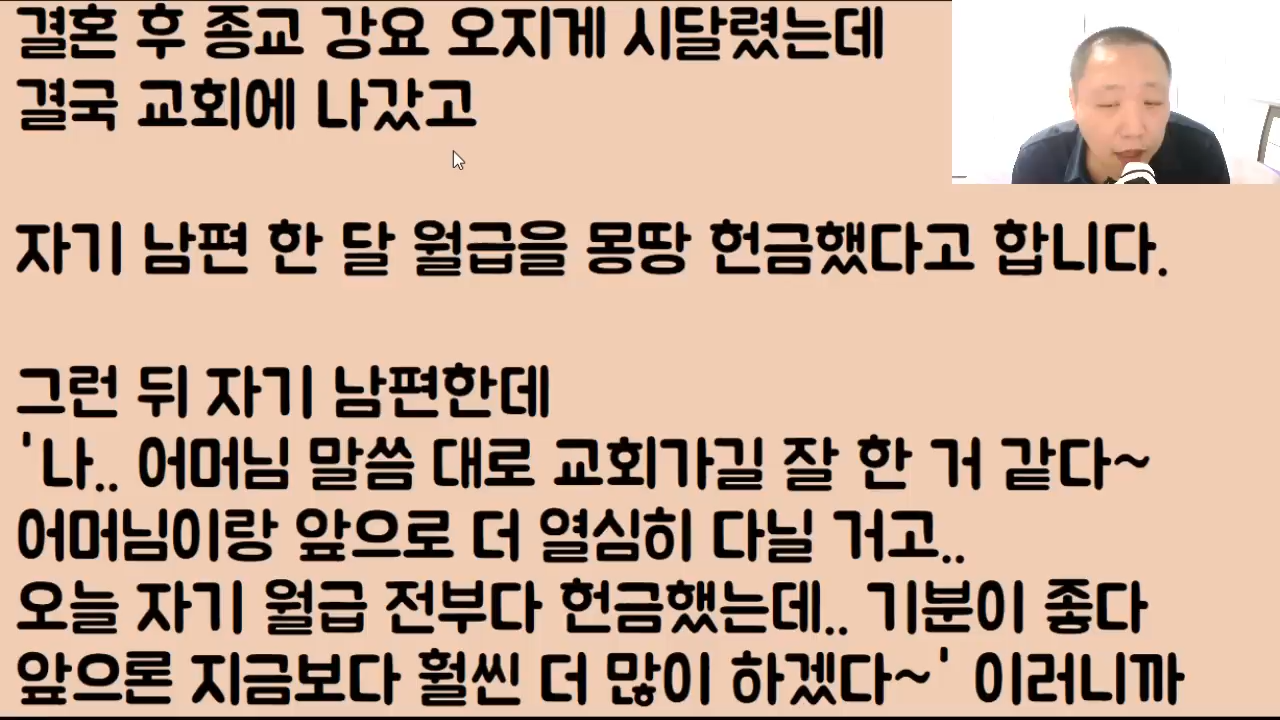 결혼 후 종교 강요 오지게 시달렸는데
결국 교회에 나갔고
자기 남편 한 달 월급을 몽땅 헌금했다고 합니다.
그런 뒤 자기 남편한데
'나.. 어머님 말씀 대로 교회가길 잘 한 거 같다~
어머님이랑 앞으로 더 열심히 다닐 거고..
오늘 자기 월급 전부다 헌금했는데.. 기분이 좋다
앞으론 지금보다 훨씬 더 많이 하겠다~' 이러니까